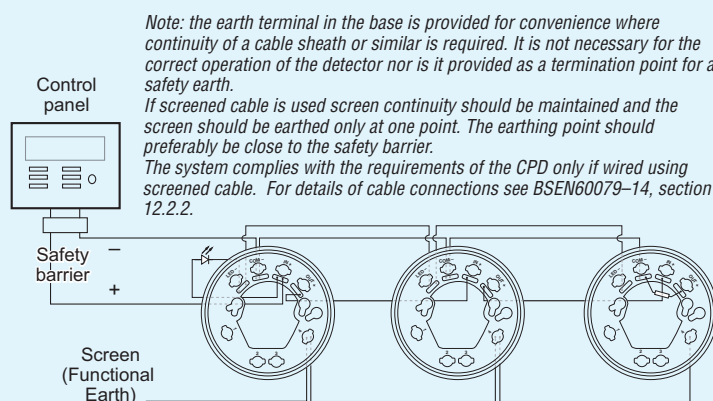 Note: the earth terminal in the base is provided for convenience where
continuity of a cable sheath or similar is required. It is not necessary for the
correct operation of the detector nor is it provided as a termination point for a
safety earth.
If screened cable is used screen continuity should be maintained and the
screen should be earthed only at one point. The earthing point should
preferably be close to the safety barrier.
The system complies with the requirements of the CPD only if wired using
screened cable. For details of cable connections see BSEN60079–14, section
12.2.2.
Control
panel
Safety
barrier
–
+
Screen
(Functional
Earth)